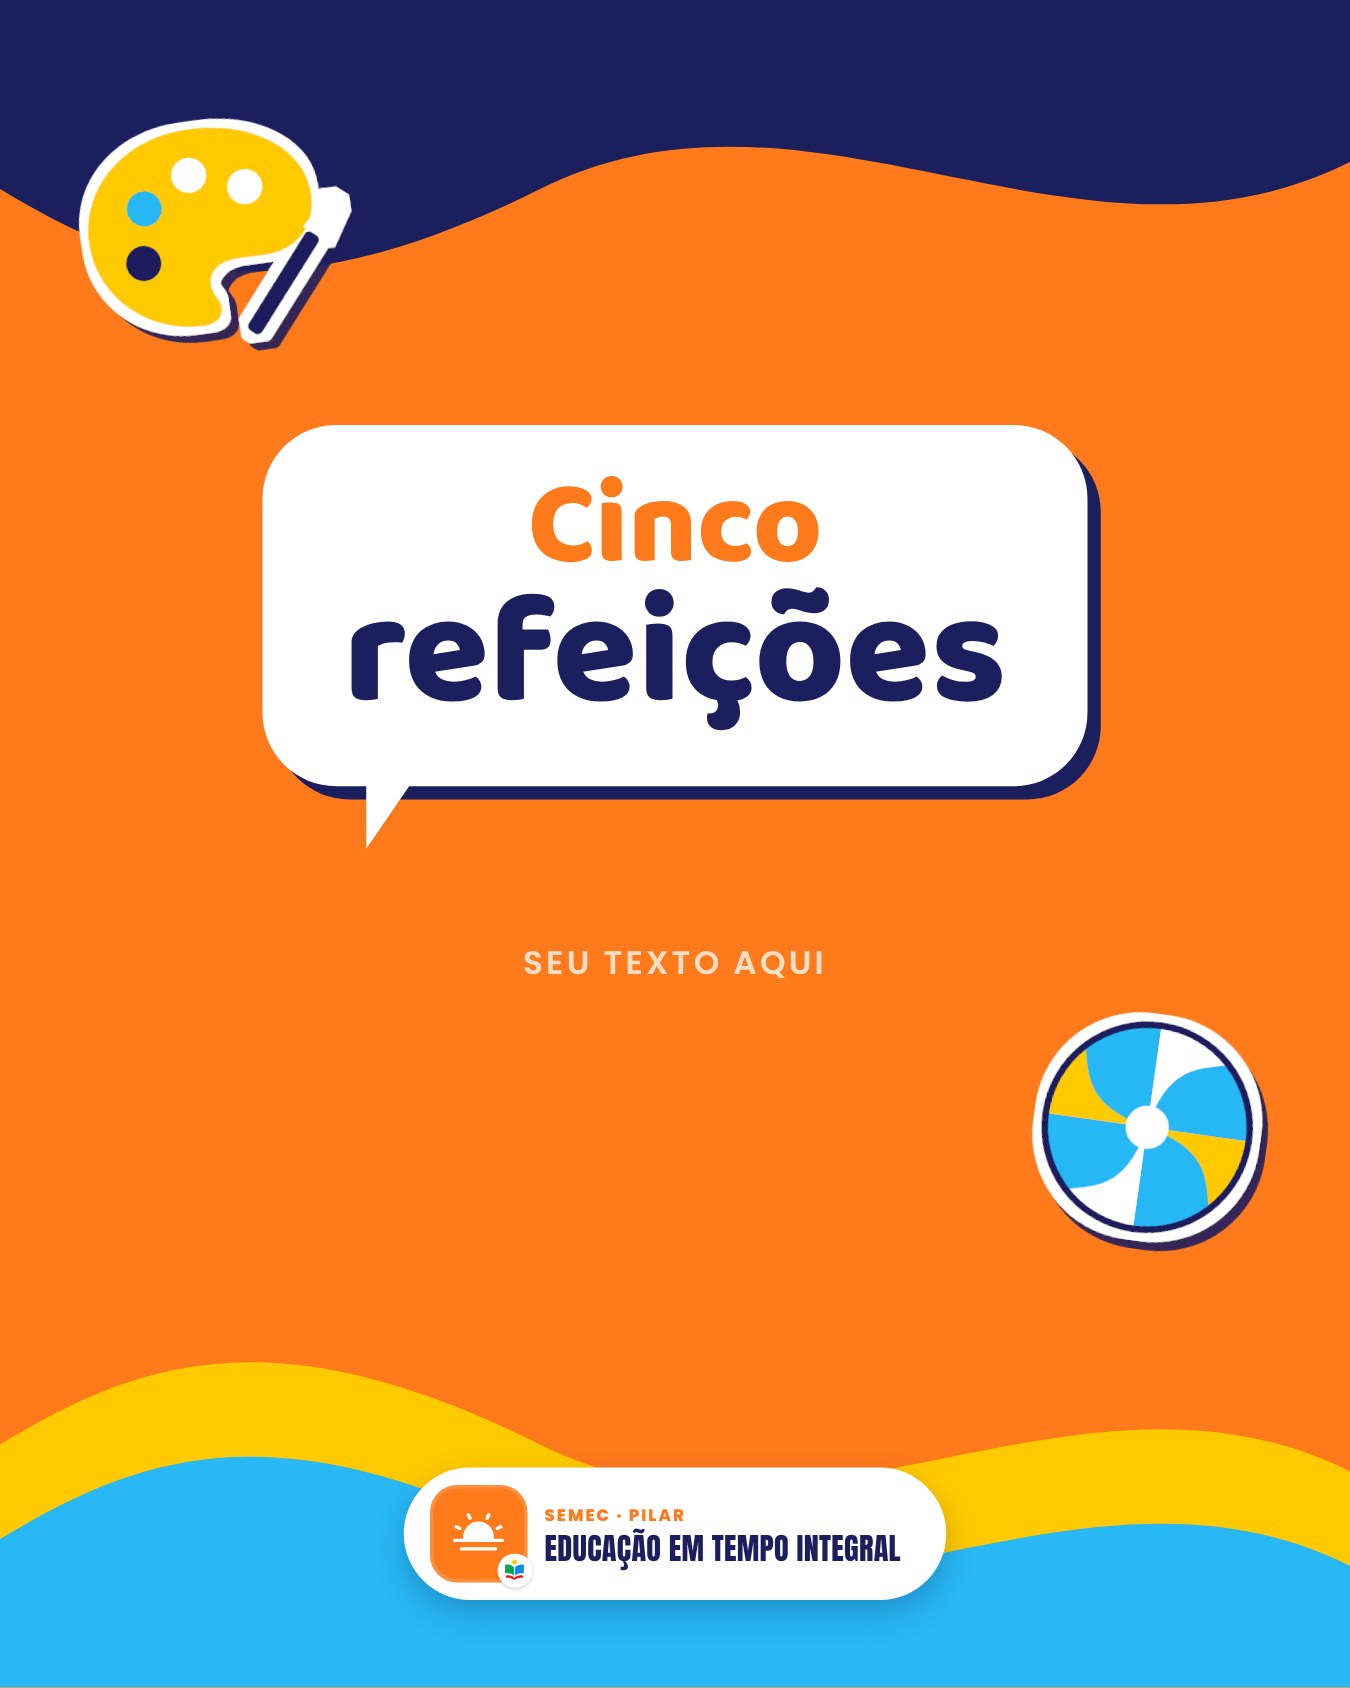 Cinco
refeições
SEU TEXTO AQUI
SEMEC · PILAR
EDUCAÇÃO EM TEMPO INTEGRAL